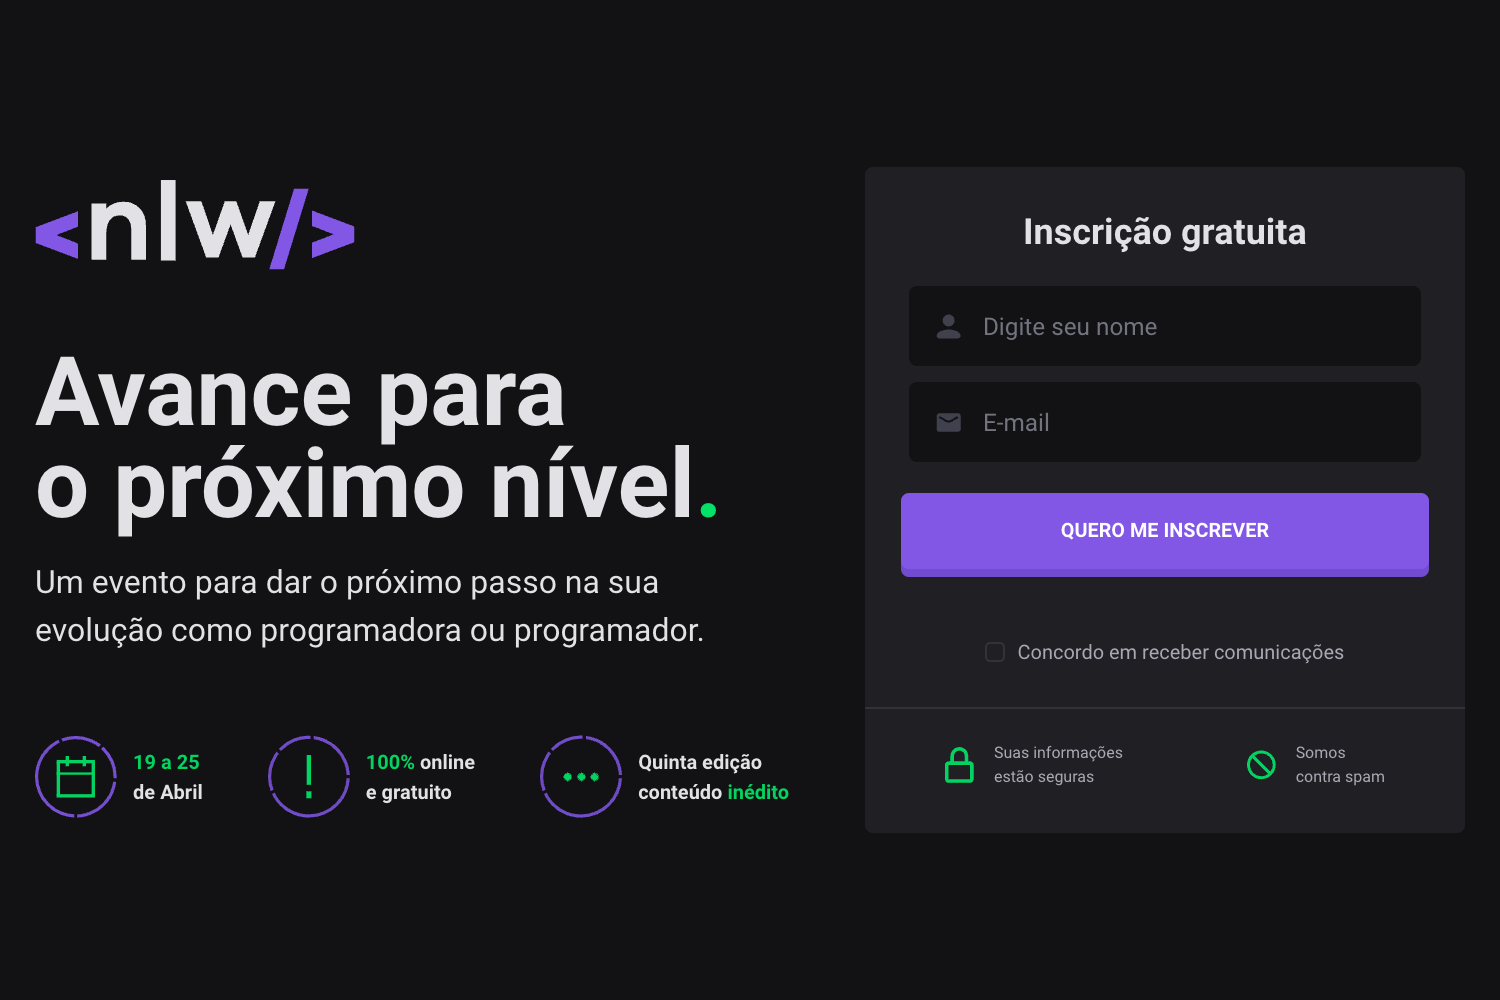 <nlw/>
Avance para
o próximo nível.
Um evento para dar o próximo passo na sua
evolução como programadora ou programador.
19 a 25
de Abril
100% online
e gratuito
Quinta edição
conteúdo inédito
Inscrição gratuita
Digite seu nome
E-mail
QUERO ME INSCREVER
Concordo em receber comunicações
Suas informações
estão seguras
Somos
contra spam